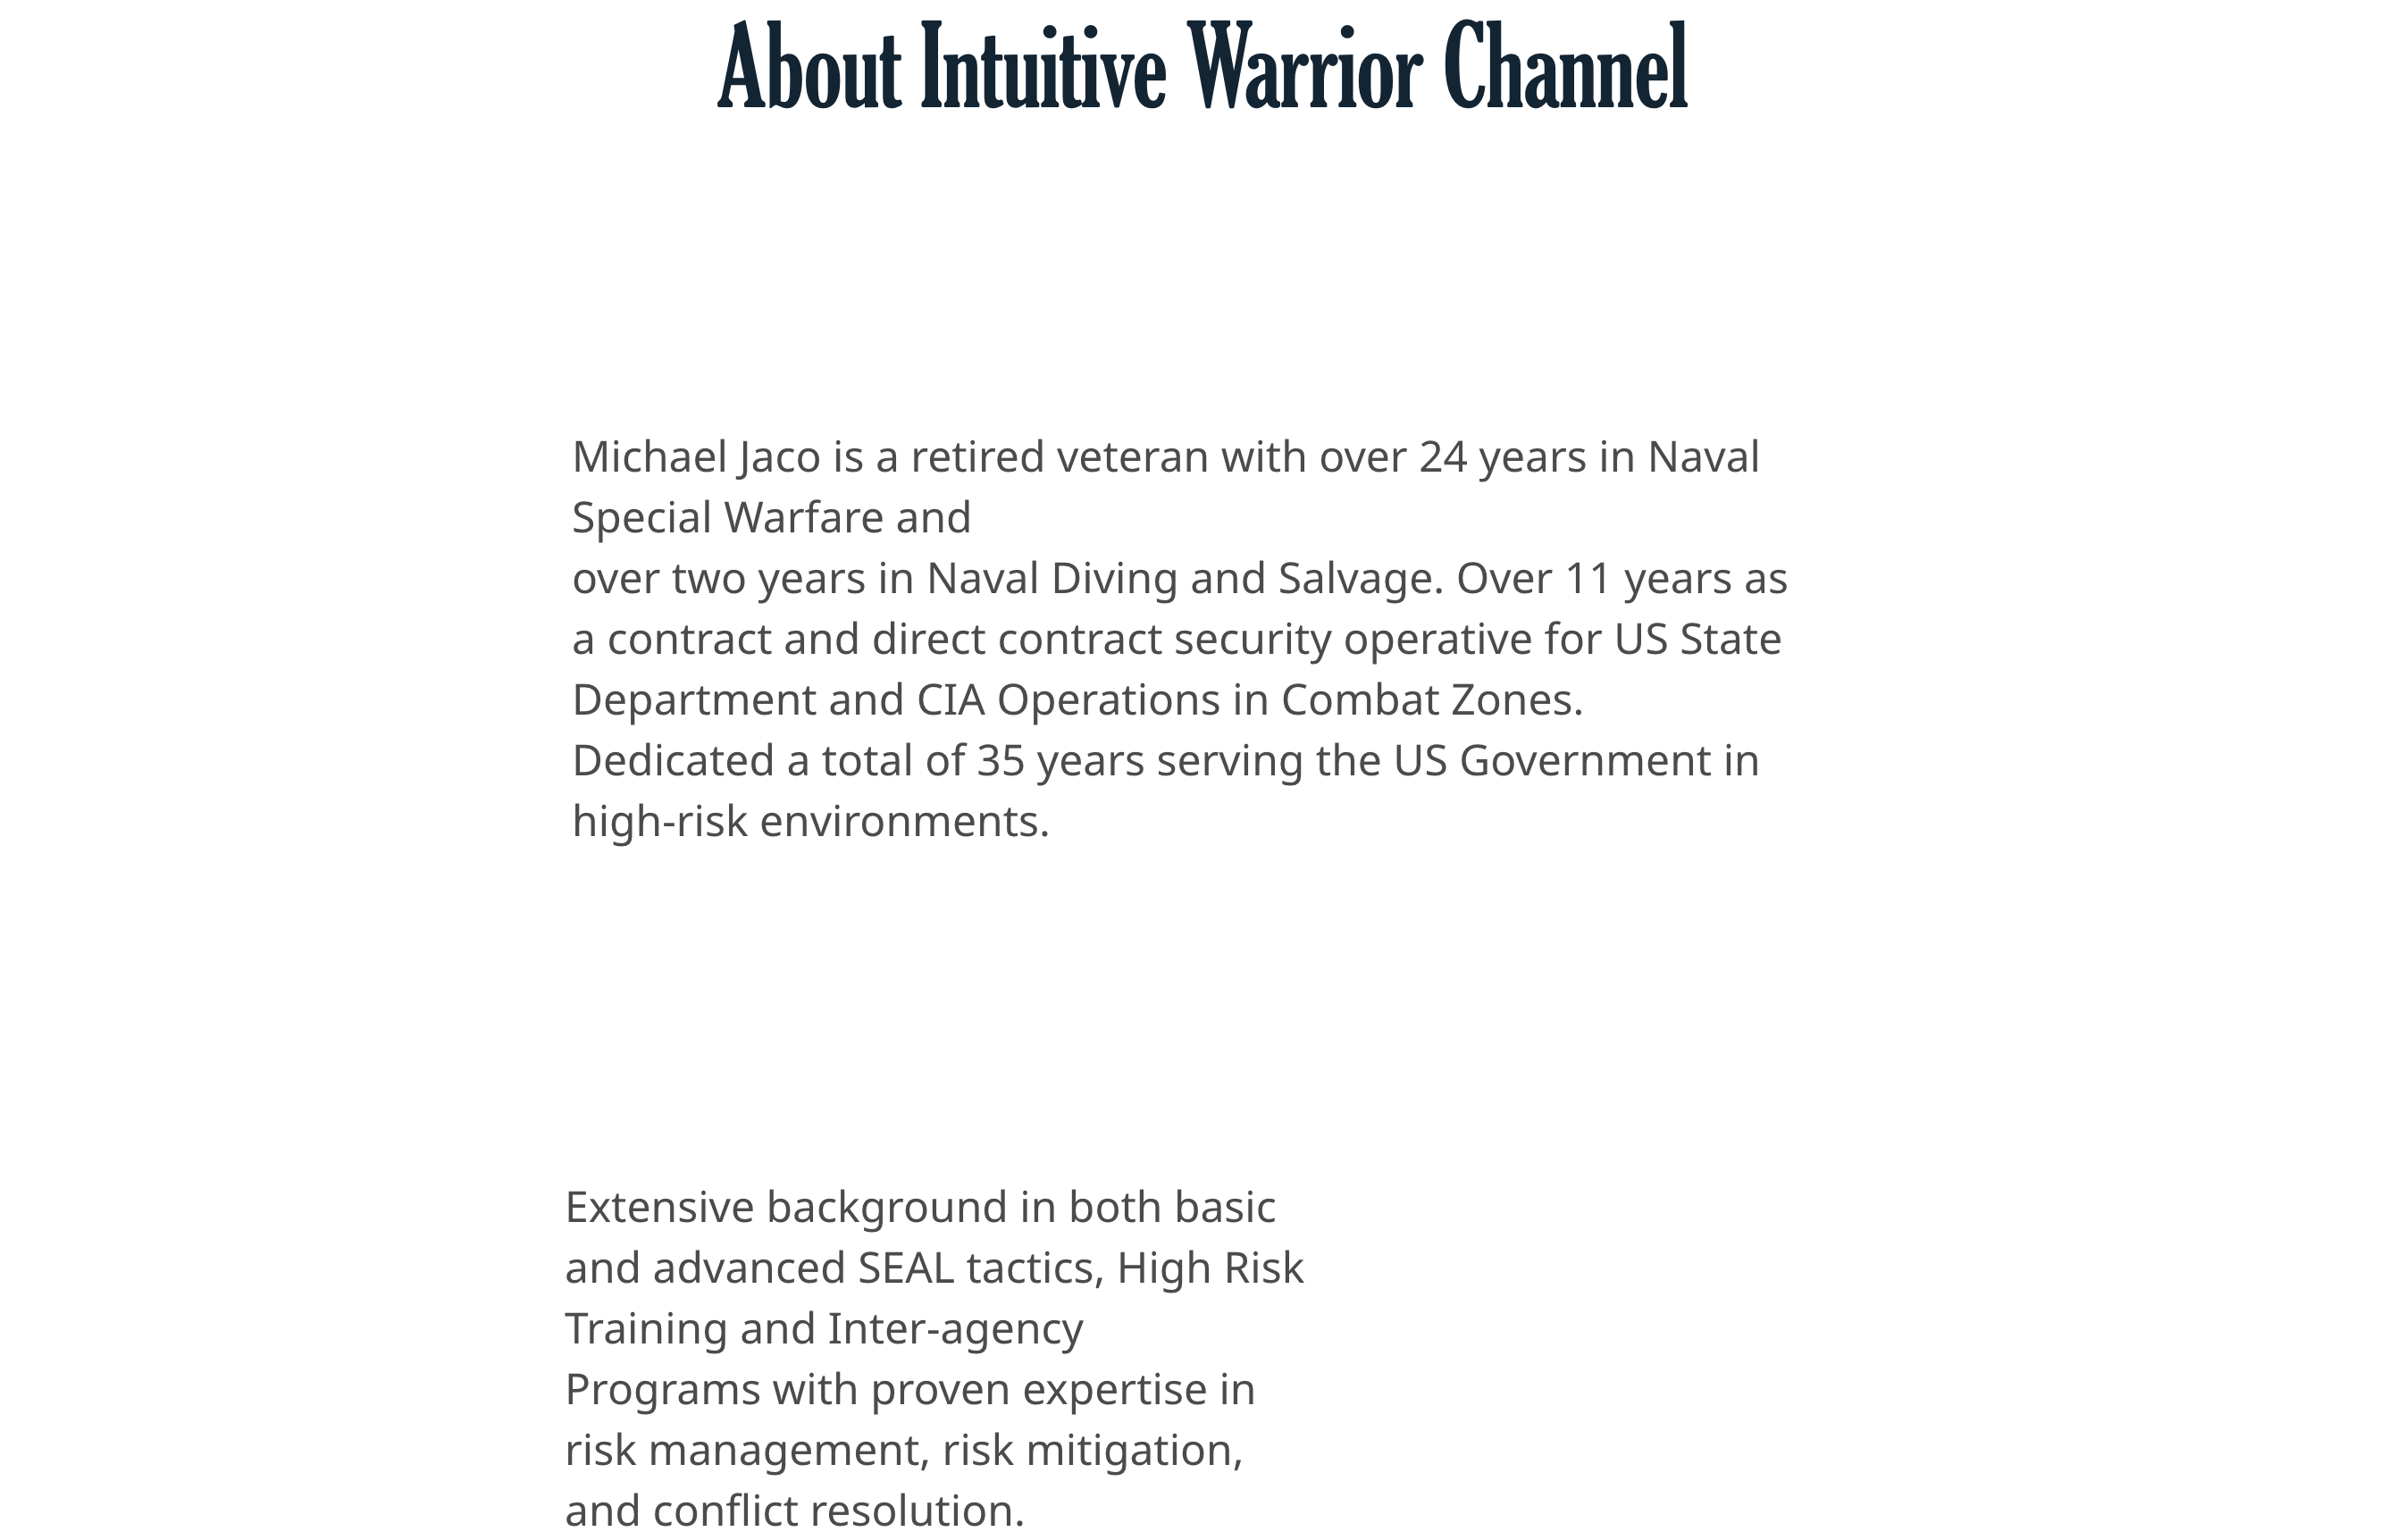 About Intuitive Warrior Channel
Michael Jaco is a retired veteran with over 24 years in Naval
Special Warfare and
over two years in Naval Diving and Salvage. Over 11 years as
a contract and direct contract security operative for US State
Department and CIA Operations in Combat Zones.
Dedicated a total of 35 years serving the US Government in
high-risk environments.
Extensive background in both basic
and advanced SEAL tactics, High Risk
Training and Inter-agency
Programs with proven expertise in
risk management, risk mitigation,
and conflict resolution.